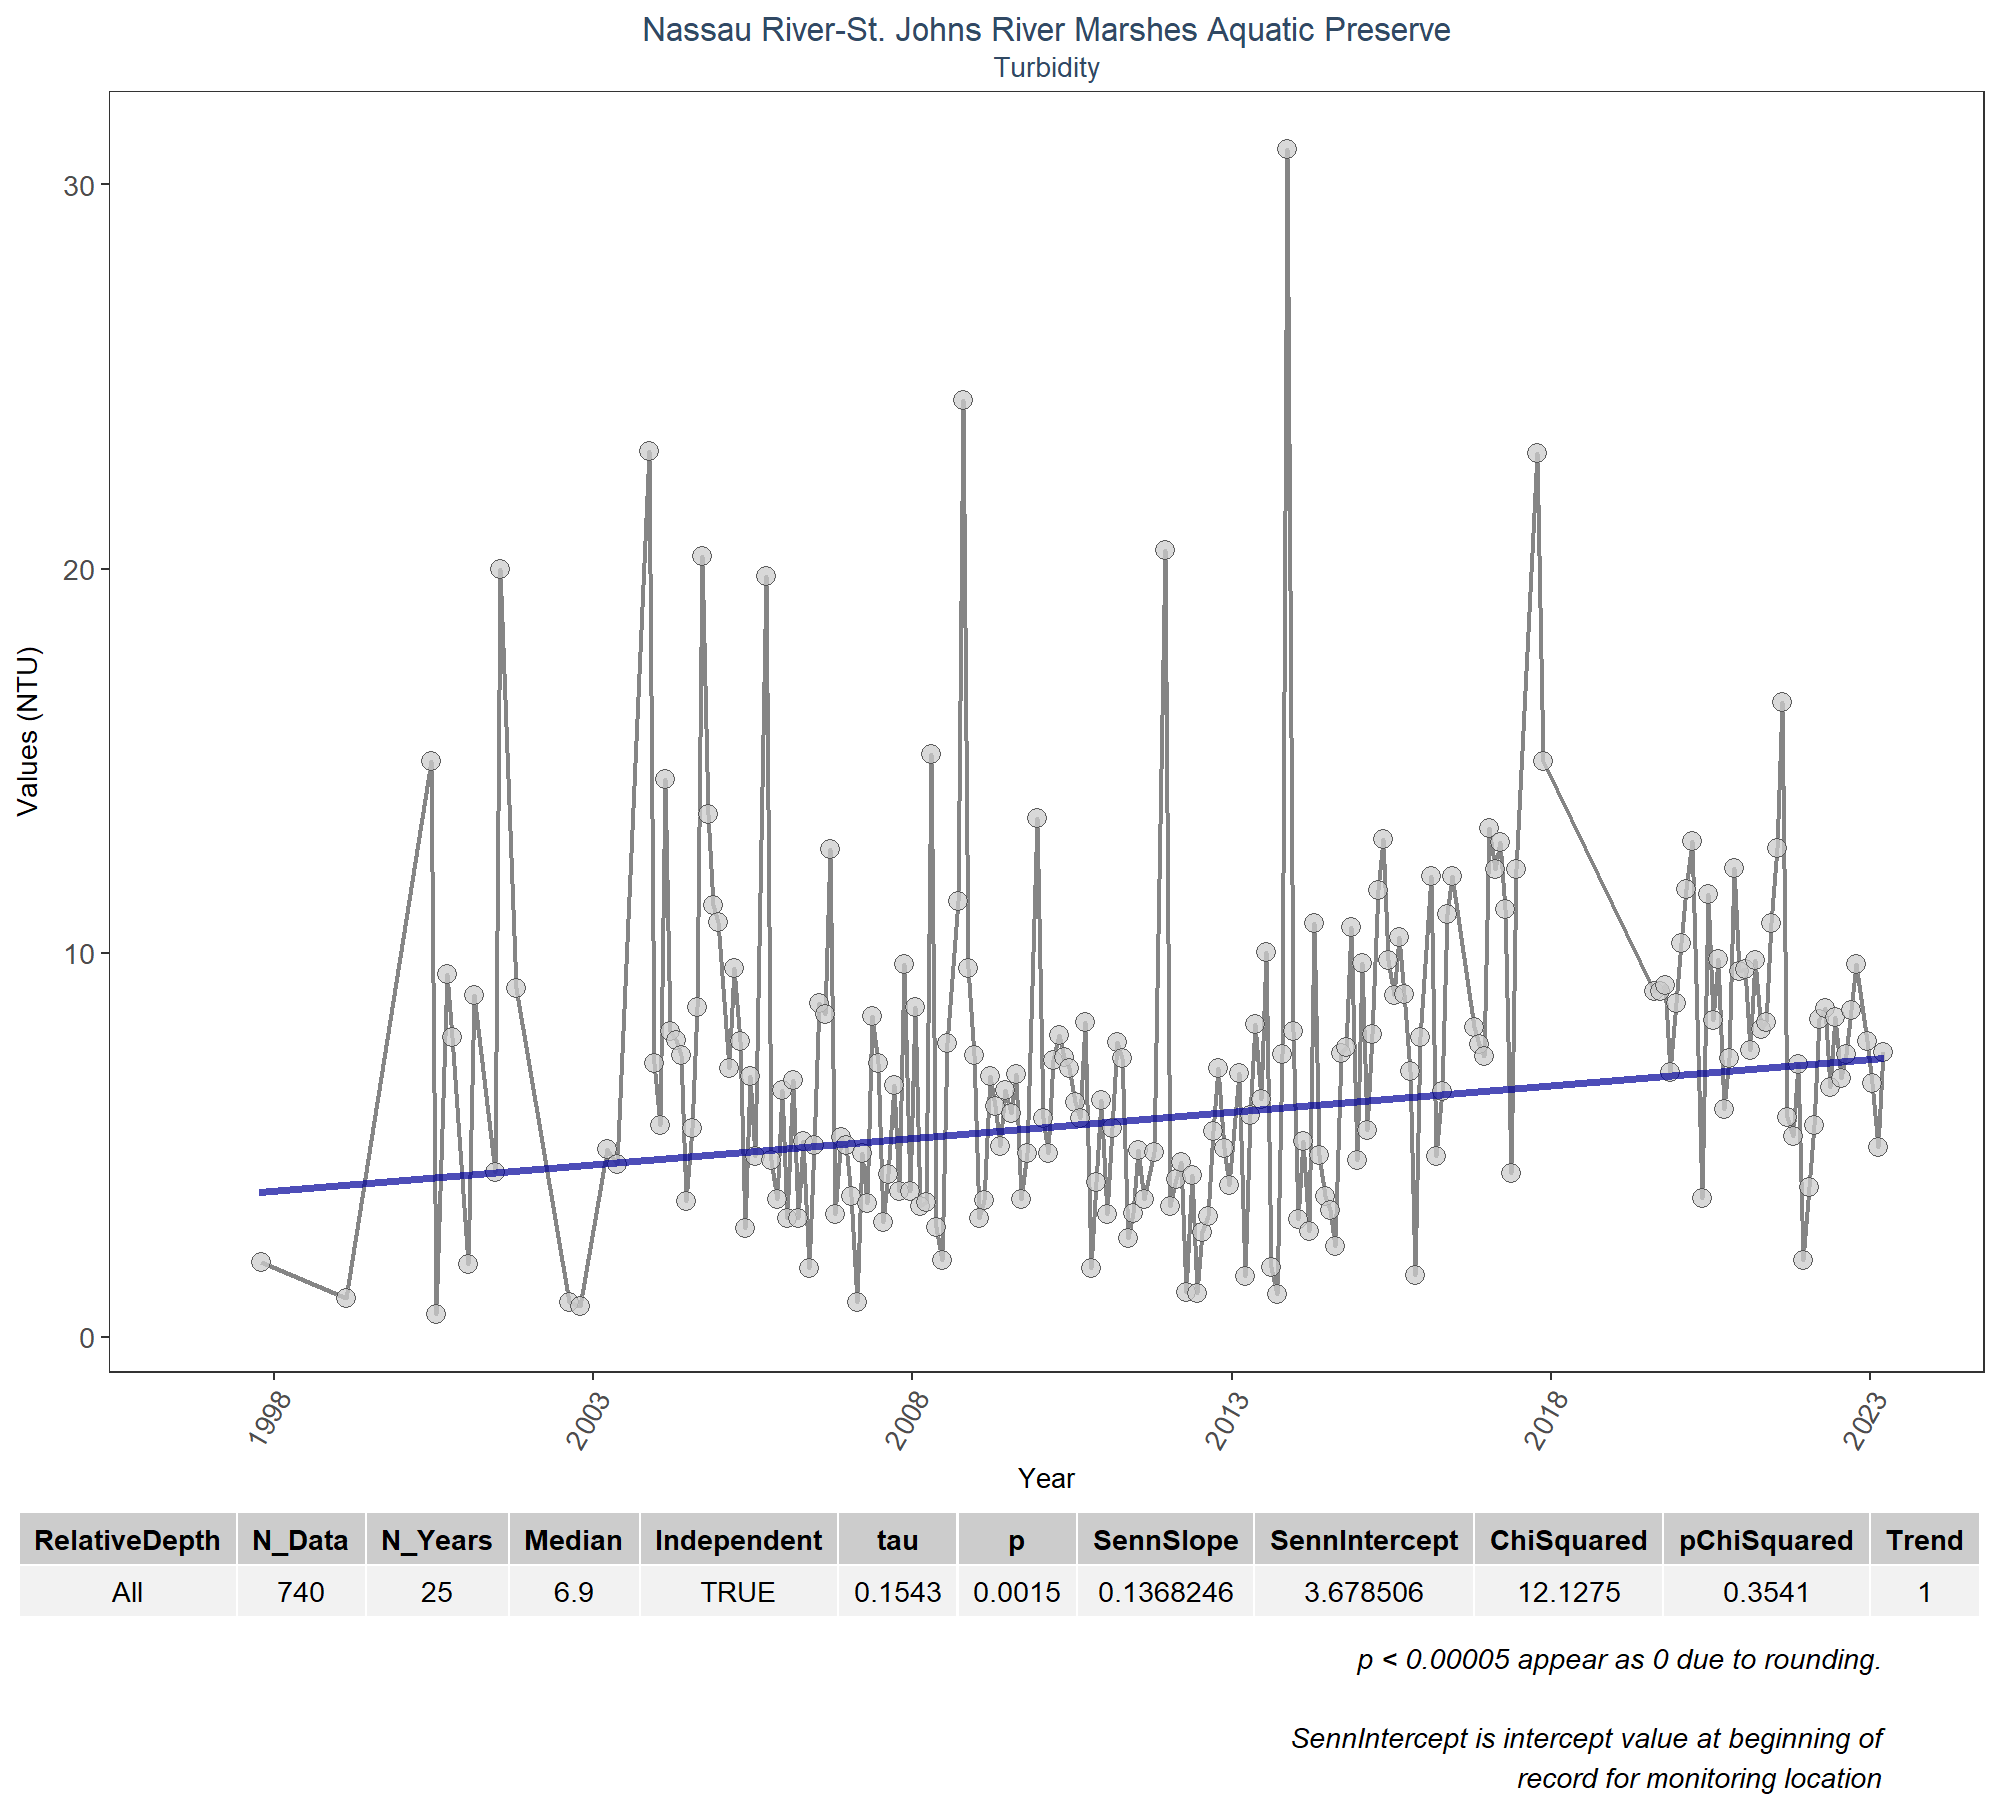 Nassau River-St. Johns River Marshes Aquatic Preserve
Turbidity
Values (NTU)
30
20
10
0
1998
2003
2008
2013
2018
2023
Year
RelativeDepth N_Data N_Years Median Independent tau p SennSlope SennIntercept ChiSquared pChiSquared Trend
All 740 25 6.9 TRUE 0.1543 0.0015 0.1368246 3.678506 12.1275 0.3541 1
p < 0.00005 appear as 0 due to rounding.
SennIntercept is intercept value at beginning of
record for monitoring location